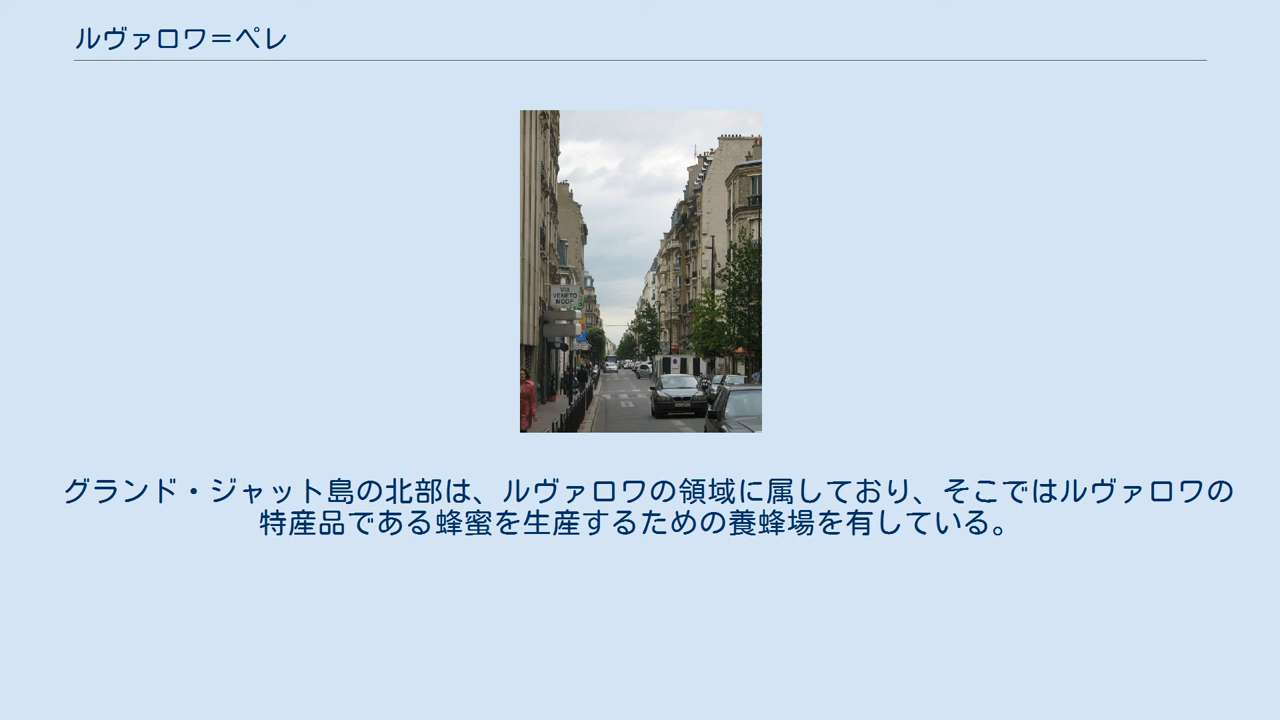 ルヴァロワ＝ペレ
VIA
VENETO
MODE
グランド・ジャット島の北部は、ルヴァロワの領域に属しており、そこではルヴァロワの
特産品である蜂蜜を生産するための養蜂場を有している。